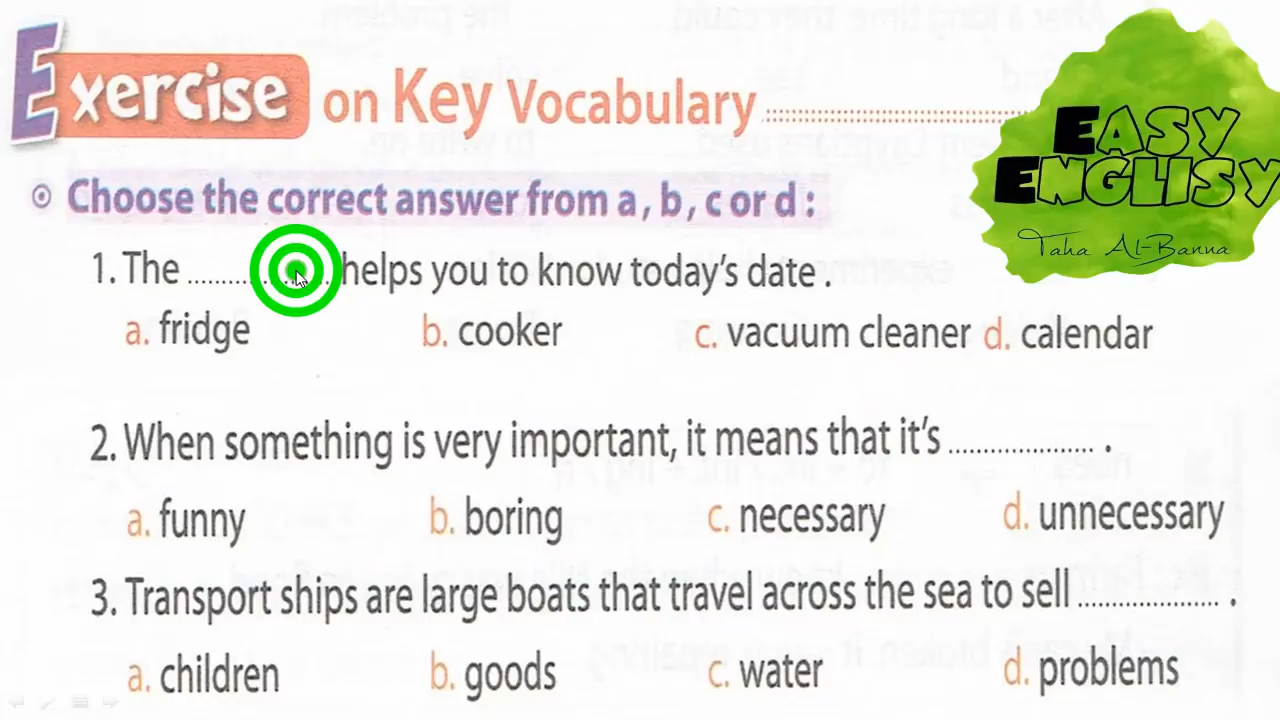 Exercise on Key Vocabulary
EASY
ENGLISY
Taha Al-Banna
Choose the correct answer from a, b, c or d :
1. The .................. helps you to know today's date .
a. fridge b. cooker c. vacuum cleaner d. calendar
2. When something is very important, it means that it's .................. .
a. funny b. boring c. necessary d. unnecessary
3. Transport ships are large boats that travel across the sea to sell .................. .
a. children b. goods c. water d. problems